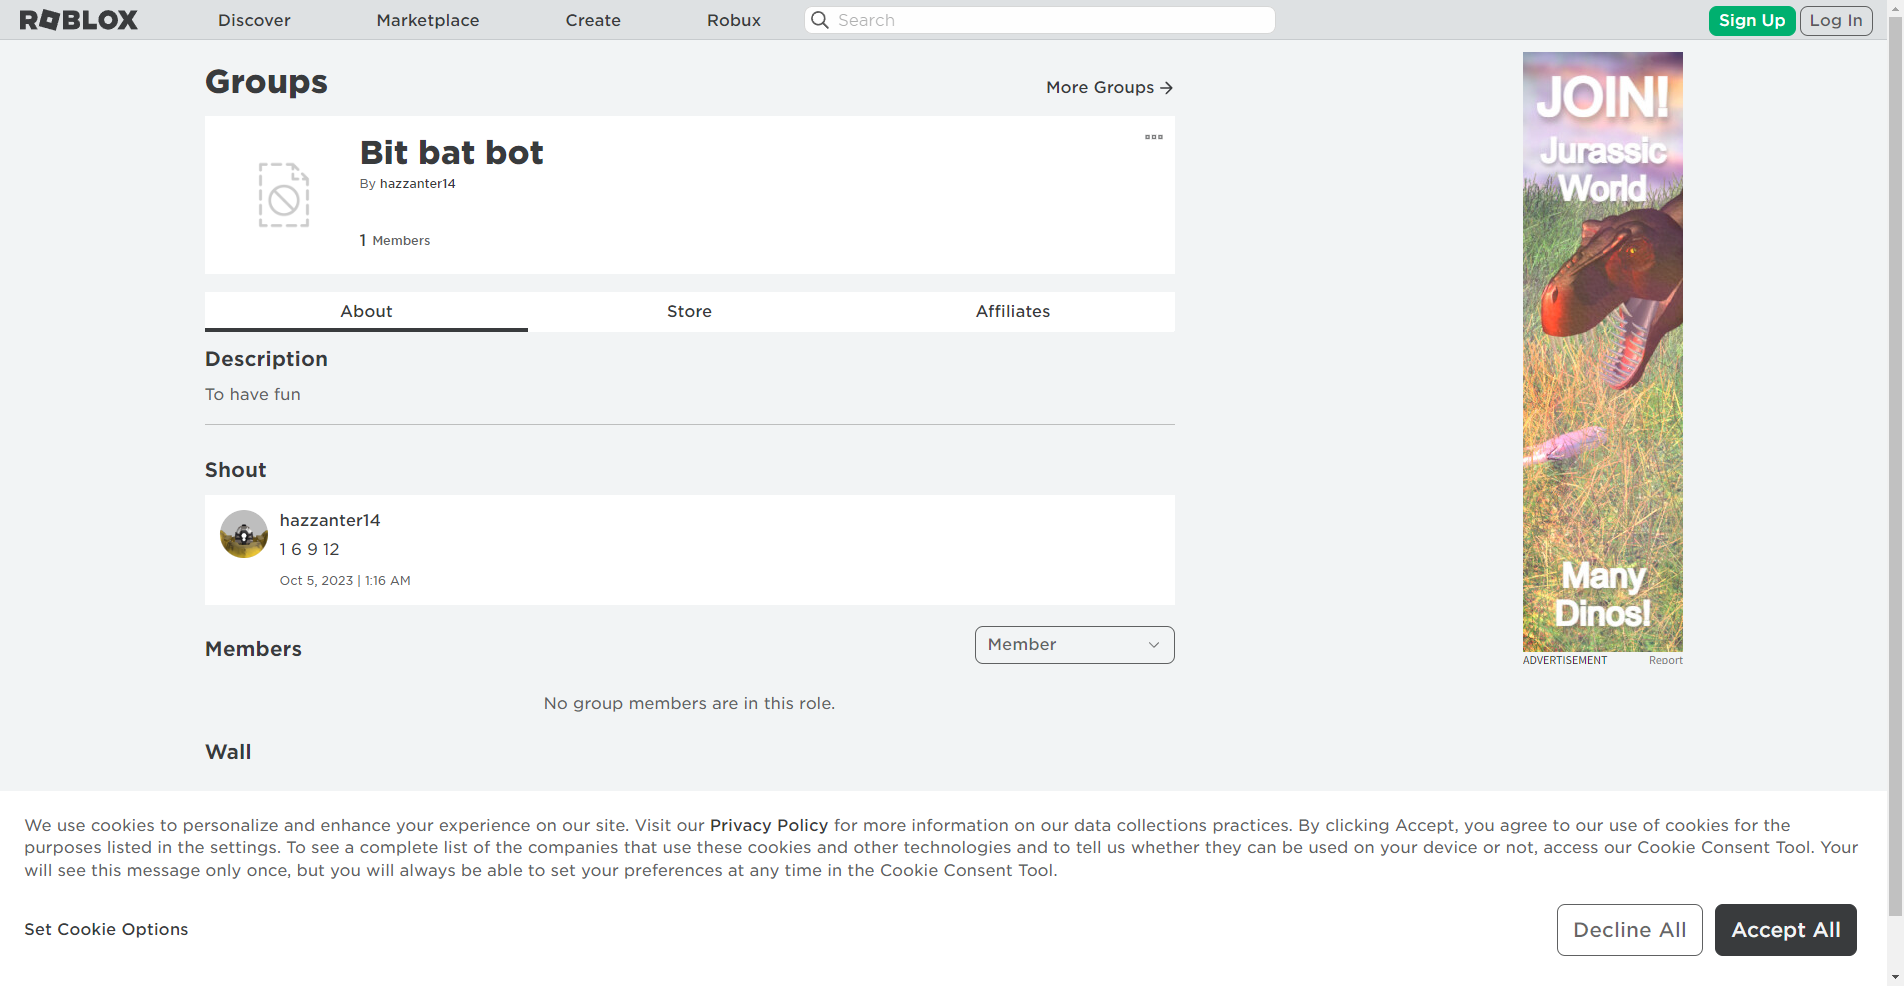 ROBLOX
Discover
Marketplace
Create
Robux
Search
Sign Up
Log In
Groups
More Groups
Bit bat bot
By hazzanter14
1 Members
About
Store
Affiliates
Description
To have fun
Shout
hazzanter14
1 6 9 12
Oct 5, 2023 | 1:16 AM
Members
Member
No group members are in this role.
Wall
JOIN!
Jurassic
World
Many
Dinos!
ADVERTISEMENT
Report
We use cookies to personalize and enhance your experience on our site. Visit our Privacy Policy for more information on our data collections practices. By clicking Accept, you agree to our use of cookies for the
purposes listed in the settings. To see a complete list of the companies that use these cookies and other technologies and to tell us whether they can be used on your device or not, access our Cookie Consent Tool. Your
will see this message only once, but you will always be able to set your preferences at any time in the Cookie Consent Tool.
Set Cookie Options
Decline All
Accept All